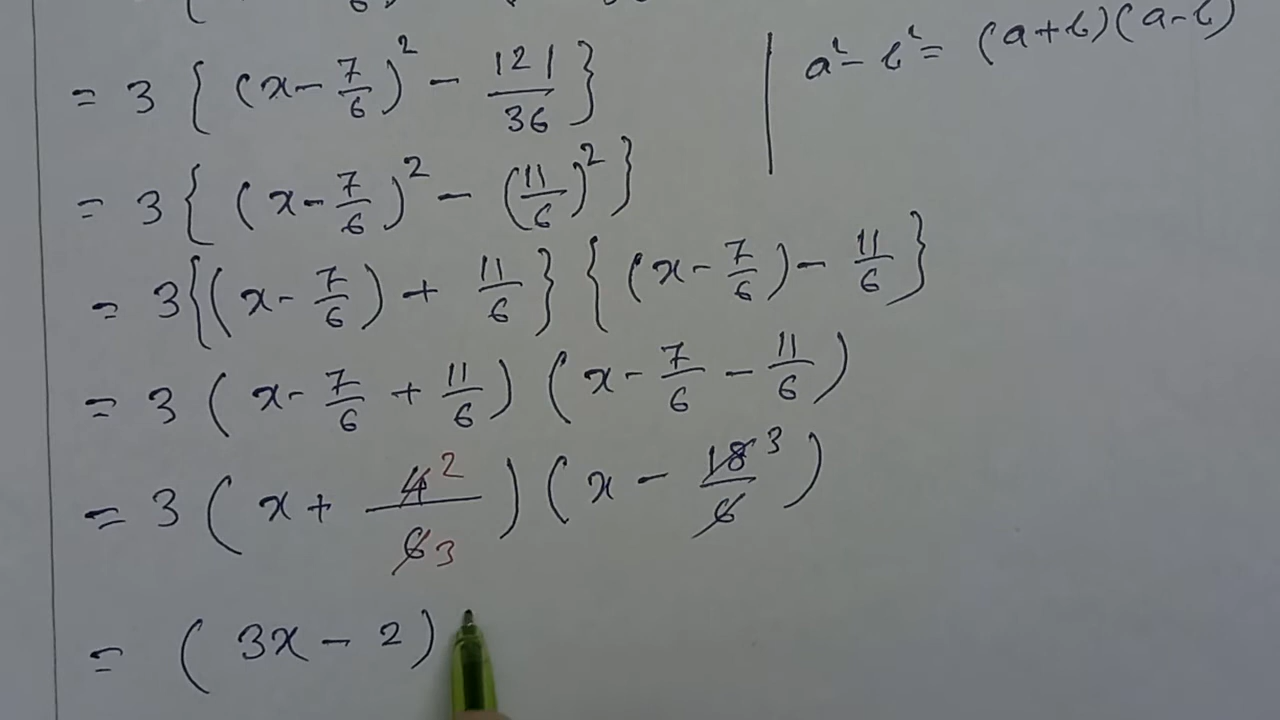 = 3 { (x - 7/6)² - 121/36 }
a² - b² = (a+b)(a-b)
= 3 { (x - 7/6)² - (11/6)² }
= 3 { (x - 7/6) + 11/6 } { (x - 7/6) - 11/6 }
= 3 ( x - 7/6 + 11/6 ) ( x - 7/6 - 11/6 )
= 3 ( x + 4 2/6 3 ) ( x - 18 3/6 )
= ( 3x - 2 )